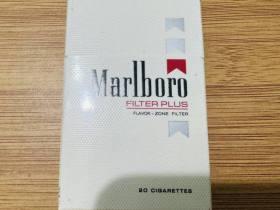 Marlboro
FILTER PLUS
FLAVOR-ZONE FILTER
20 CIGARETTES